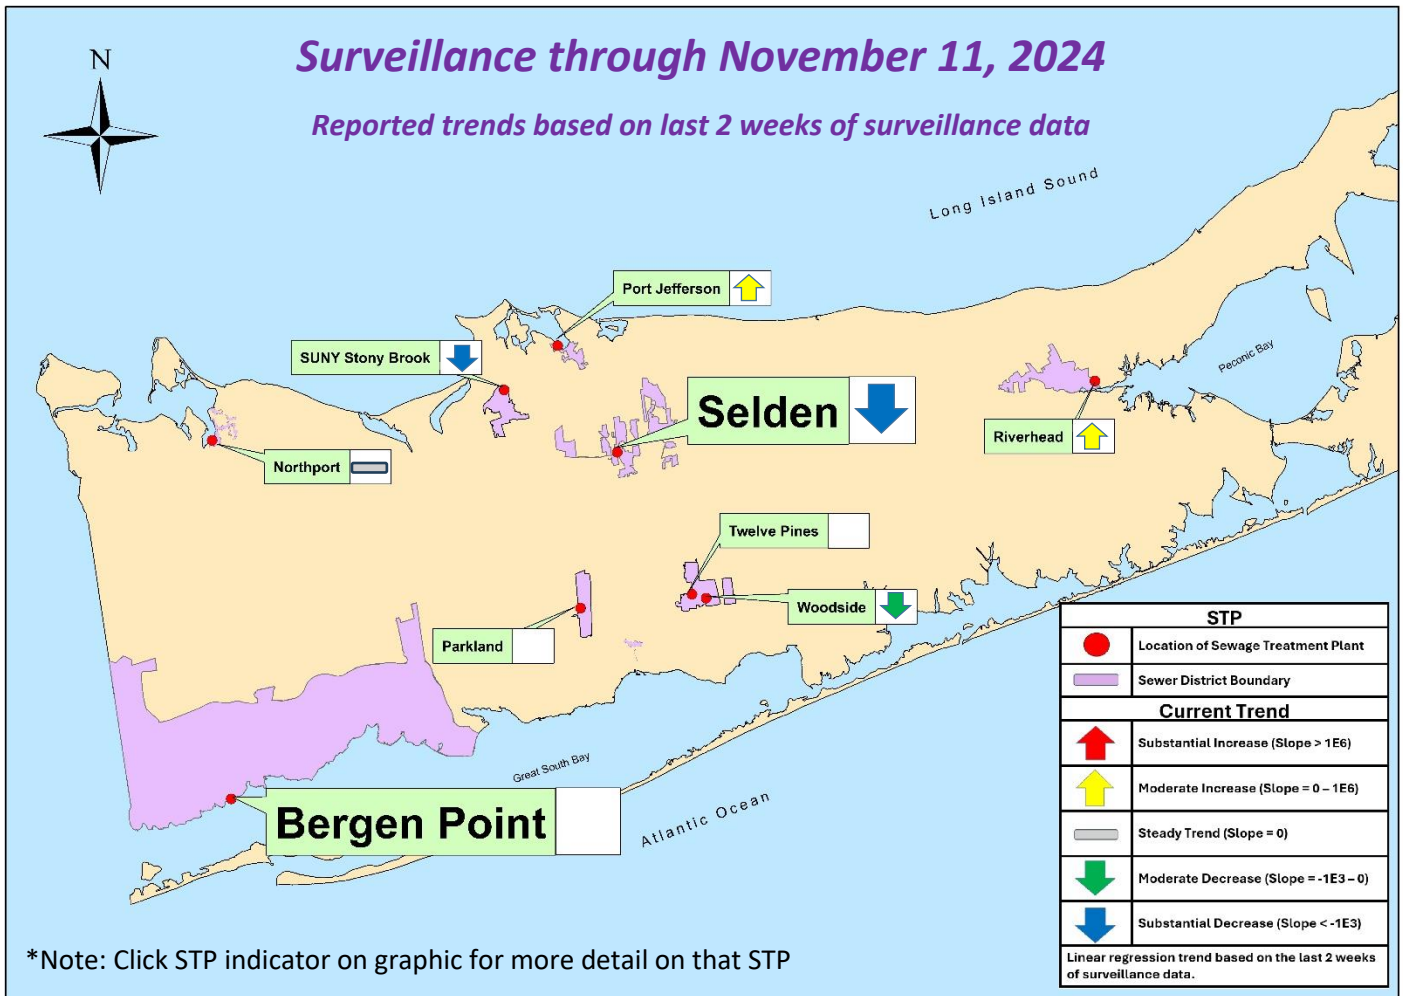 Surveillance through November 11, 2024
Reported trends based on last 2 weeks of surveillance data
N
Long Island Sound
Port Jefferson
SUNY Stony Brook
Peconic Bay
Selden
Riverhead
Northport
Twelve Pines
Woodside
Parkland
Great South Bay
Bergen Point
Atlantic Ocean
STP
Location of Sewage Treatment Plant
Sewer District Boundary
Current Trend
Substantial Increase (Slope > 1E6)
Moderate Increase (Slope = 0 – 1E6)
Steady Trend (Slope = 0)
Moderate Decrease (Slope = -1E3 – 0)
Substantial Decrease (Slope < -1E3)
Linear regression trend based on the last 2 weeks
of surveillance data.
*Note: Click STP indicator on graphic for more detail on that STP